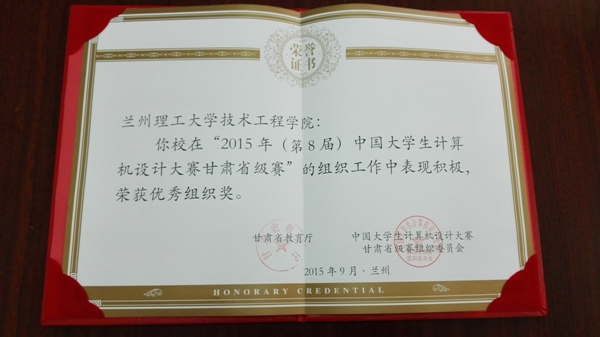 荣誉
证书
兰州理工大学技术工程学院：
你校在“2015年（第8届）中国大学生计算
机设计大赛甘肃省级赛”的组织工作中表现积极，
荣获优秀组织奖。
甘肃省教育厅
中国大学生计算机设计大赛
甘肃省级赛组织委员会
2015年9月·兰州
HONORARY CREDENTIAL